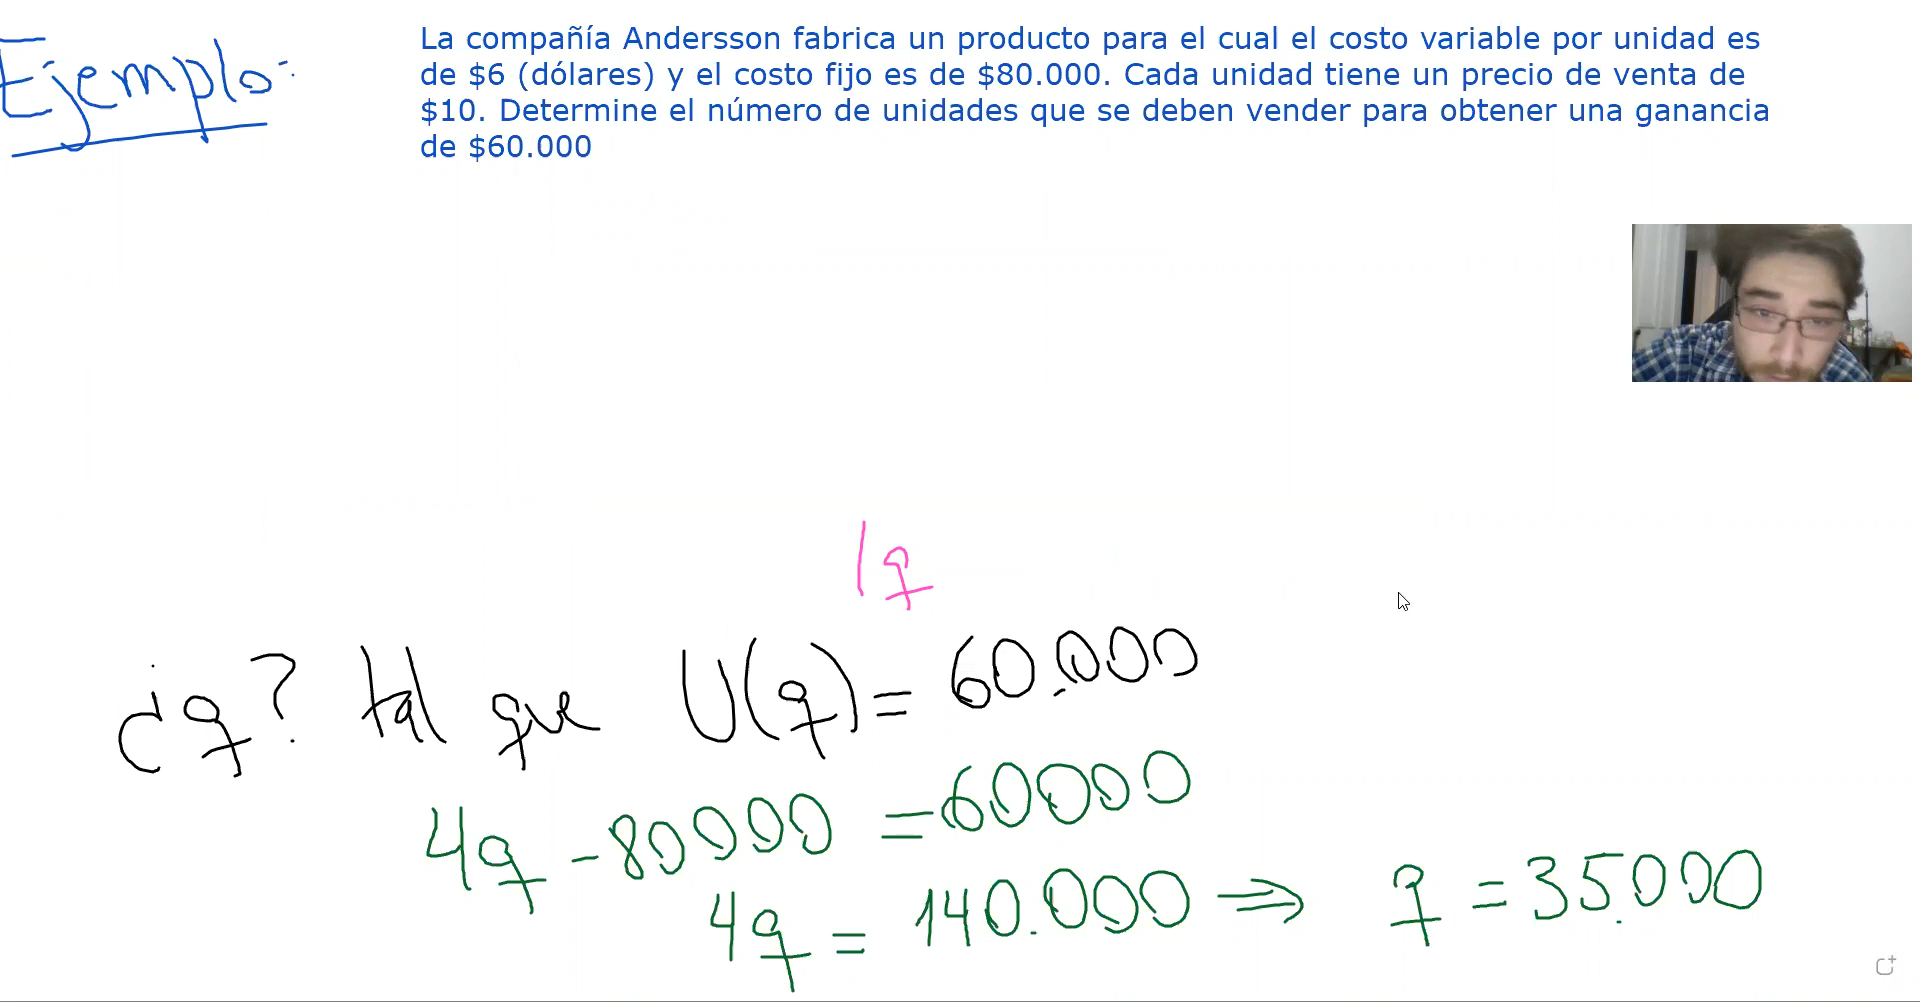 Ejemplo:
La compañía Andersson fabrica un producto para el cual el costo variable por unidad es
de $6 (dólares) y el costo fijo es de $80.000. Cada unidad tiene un precio de venta de
$10. Determine el número de unidades que se deben vender para obtener una ganancia
de $60.000
1q
¿q? tal que U(q) = 60.000
4q - 80000 = 60000
4q = 140.000 ⇒ q = 35.000